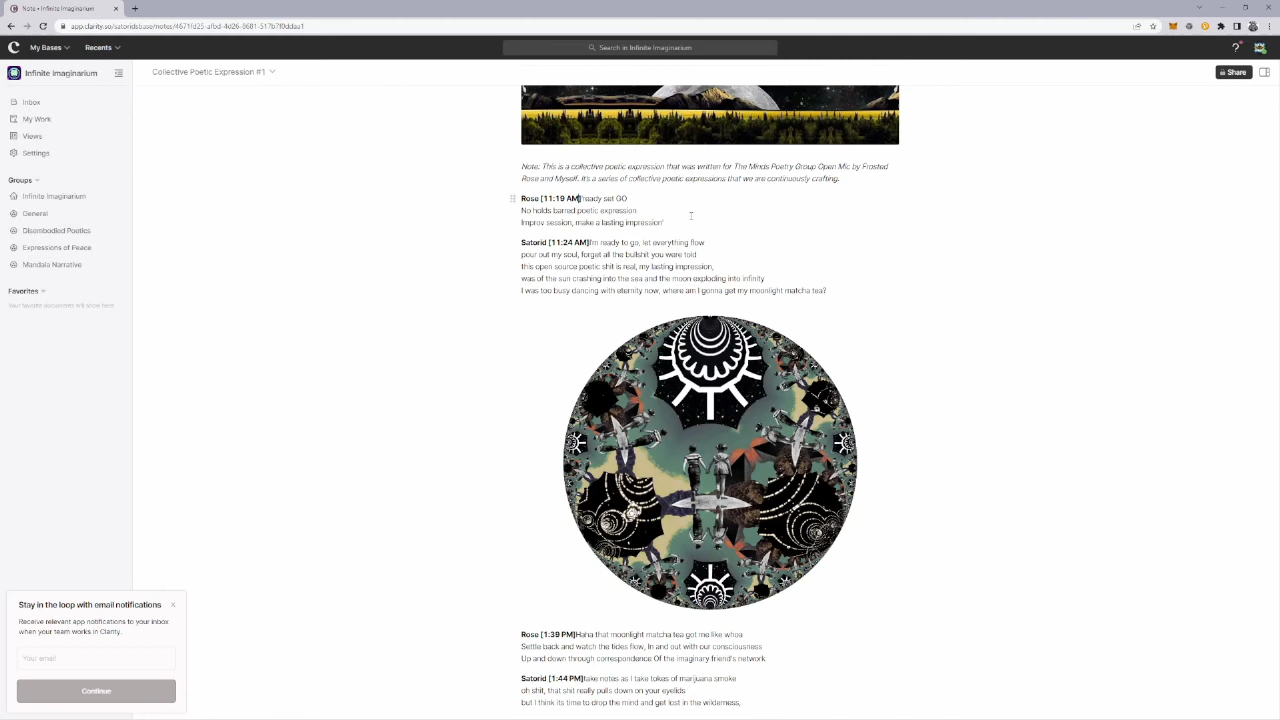 Note • Infinite Imaginarium
app.clarity.so/satoridsbase/notes/4671fd25-afbd-4d26-8681-517b7f0ddaa1
My Bases
Recents
Search in Infinite Imaginarium
Infinite Imaginarium
Collective Poetic Expression #1
Share
Inbox
My Work
Views
Settings
Groups
Infinite Imaginarium
General
Disembodied Poetics
Expressions of Peace
Mandala Narrative
Favorites
Your favorite documents will show here
Note: This is a collective poetic expression that was written for The Minds Poetry Group Open Mic by Frosted
Rose and Myself. It's a series of collective poetic expressions that we are continuously crafting.
Rose [11:19 AM]'ready set GO
No holds barred poetic expression
Improv session, make a lasting impression'
Satorid [11:24 AM]I'm ready to go, let everything flow
pour out my soul, forget all the bullshit you were told
this open source poetic shit is real, my lasting impression,
was of the sun crashing into the sea and the moon exploding into infinity
I was too busy dancing with eternity now, where am I gonna get my moonlight matcha tea?
Rose [1:39 PM]Haha that moonlight matcha tea got me like whoa
Settle back and watch the tides flow, In and out with our consciousness
Up and down through correspondence Of the imaginary friend's network
Satorid [1:44 PM]take notes as I take tokes of marijuana smoke
oh shit, that shit really pulls down on your eyelids
but I think its time to drop the mind and get lost in the wilderness,
Stay in the loop with email notifications
Receive relevant app notifications to your inbox
when your team works in Clarity.
Your email
Continue